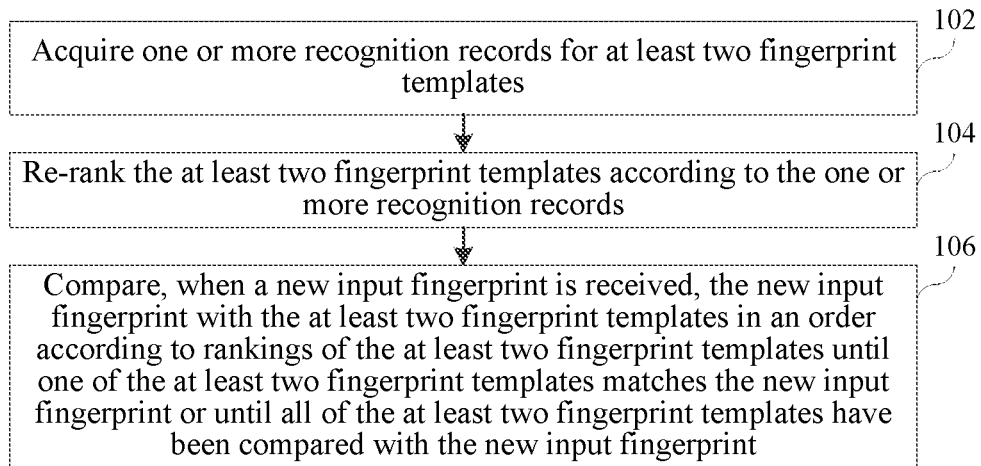 102
Acquire one or more recognition records for at least two fingerprint
templates
104
Re-rank the at least two fingerprint templates according to the one or
more recognition records
106
Compare, when a new input fingerprint is received, the new input
fingerprint with the at least two fingerprint templates in an order
according to rankings of the at least two fingerprint templates until
one of the at least two fingerprint templates matches the new input
fingerprint or until all of the at least two fingerprint templates have
been compared with the new input fingerprint